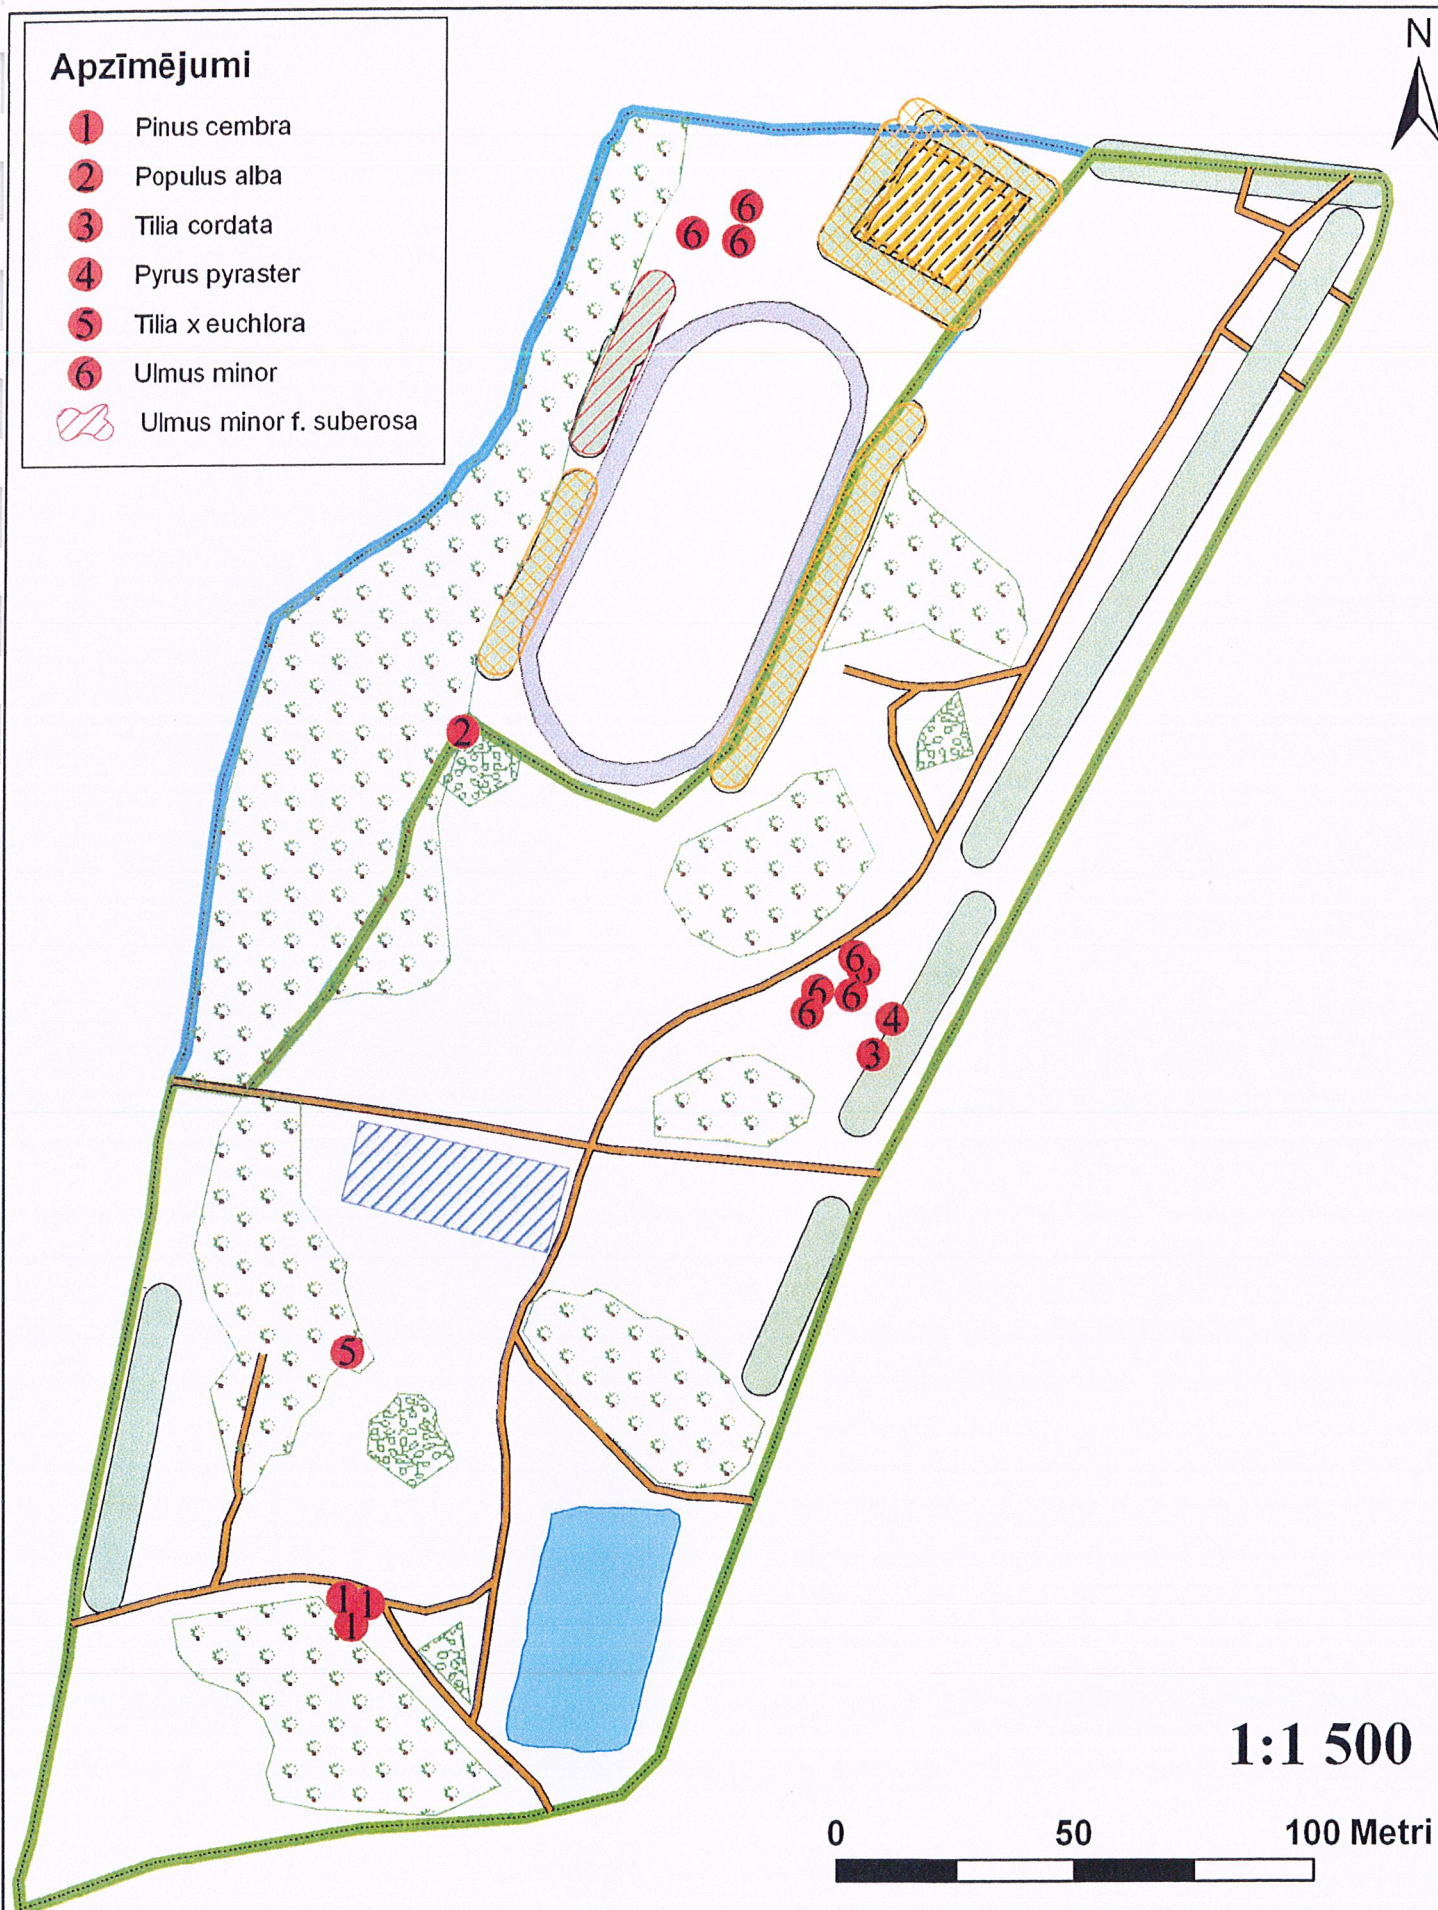 N
Apzīmējumi
1 Pinus cembra
2 Populus alba
3 Tilia cordata
4 Pyrus pyraster
5 Tilia x euchlora
6 Ulmus minor
Ulmus minor f. suberosa
6
6 6
2
6
6 6
6 4
3
5
1 1
1
1:1 500
0 50 100 Metri